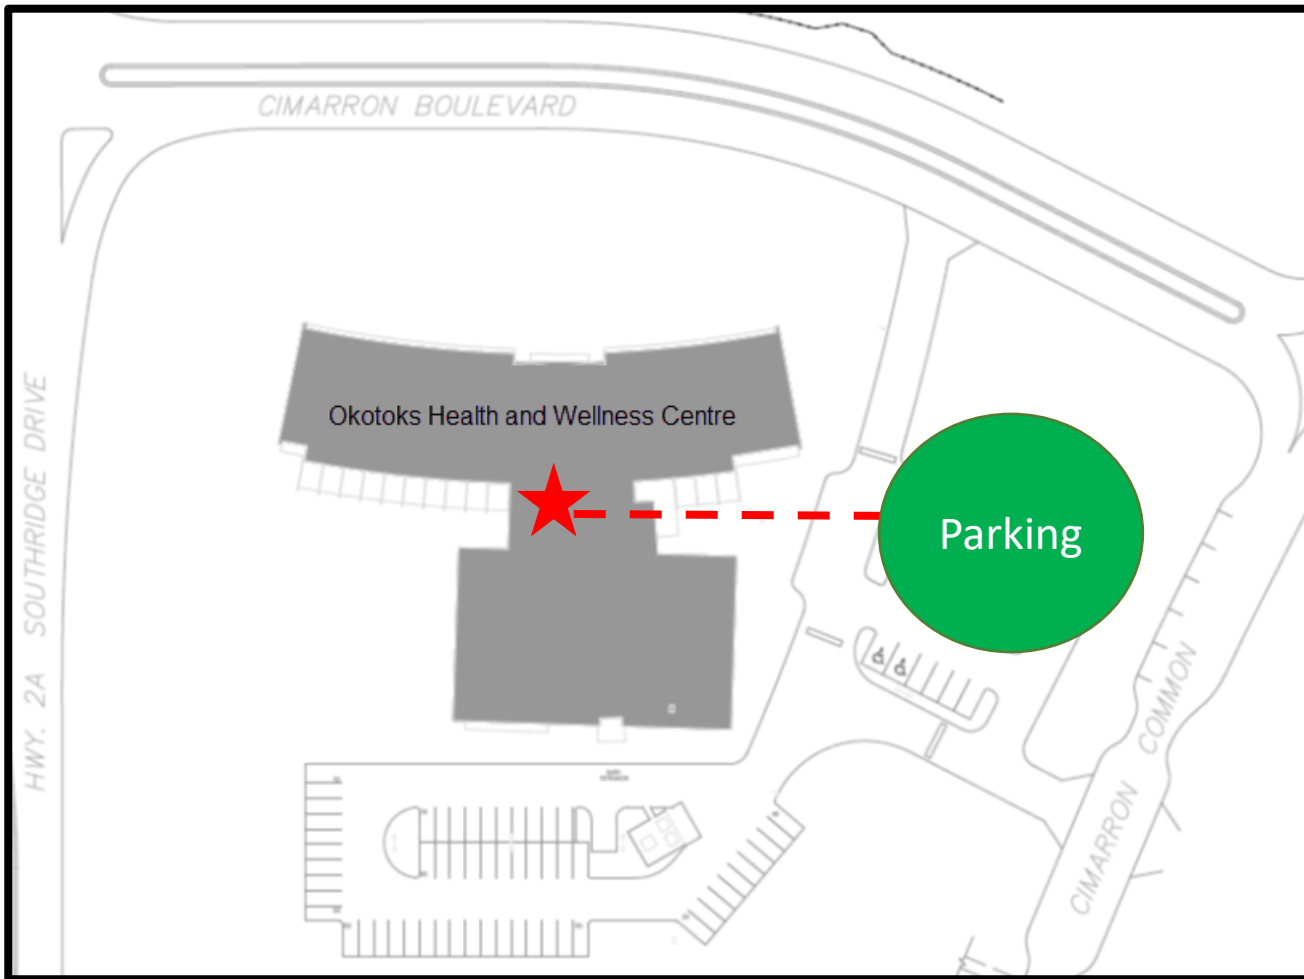 CIMARRON BOULEVARD
HWY. 2A SOUTHRIDGE DRIVE
Okotoks Health and Wellness Centre
Parking
CIMARRON COMMON